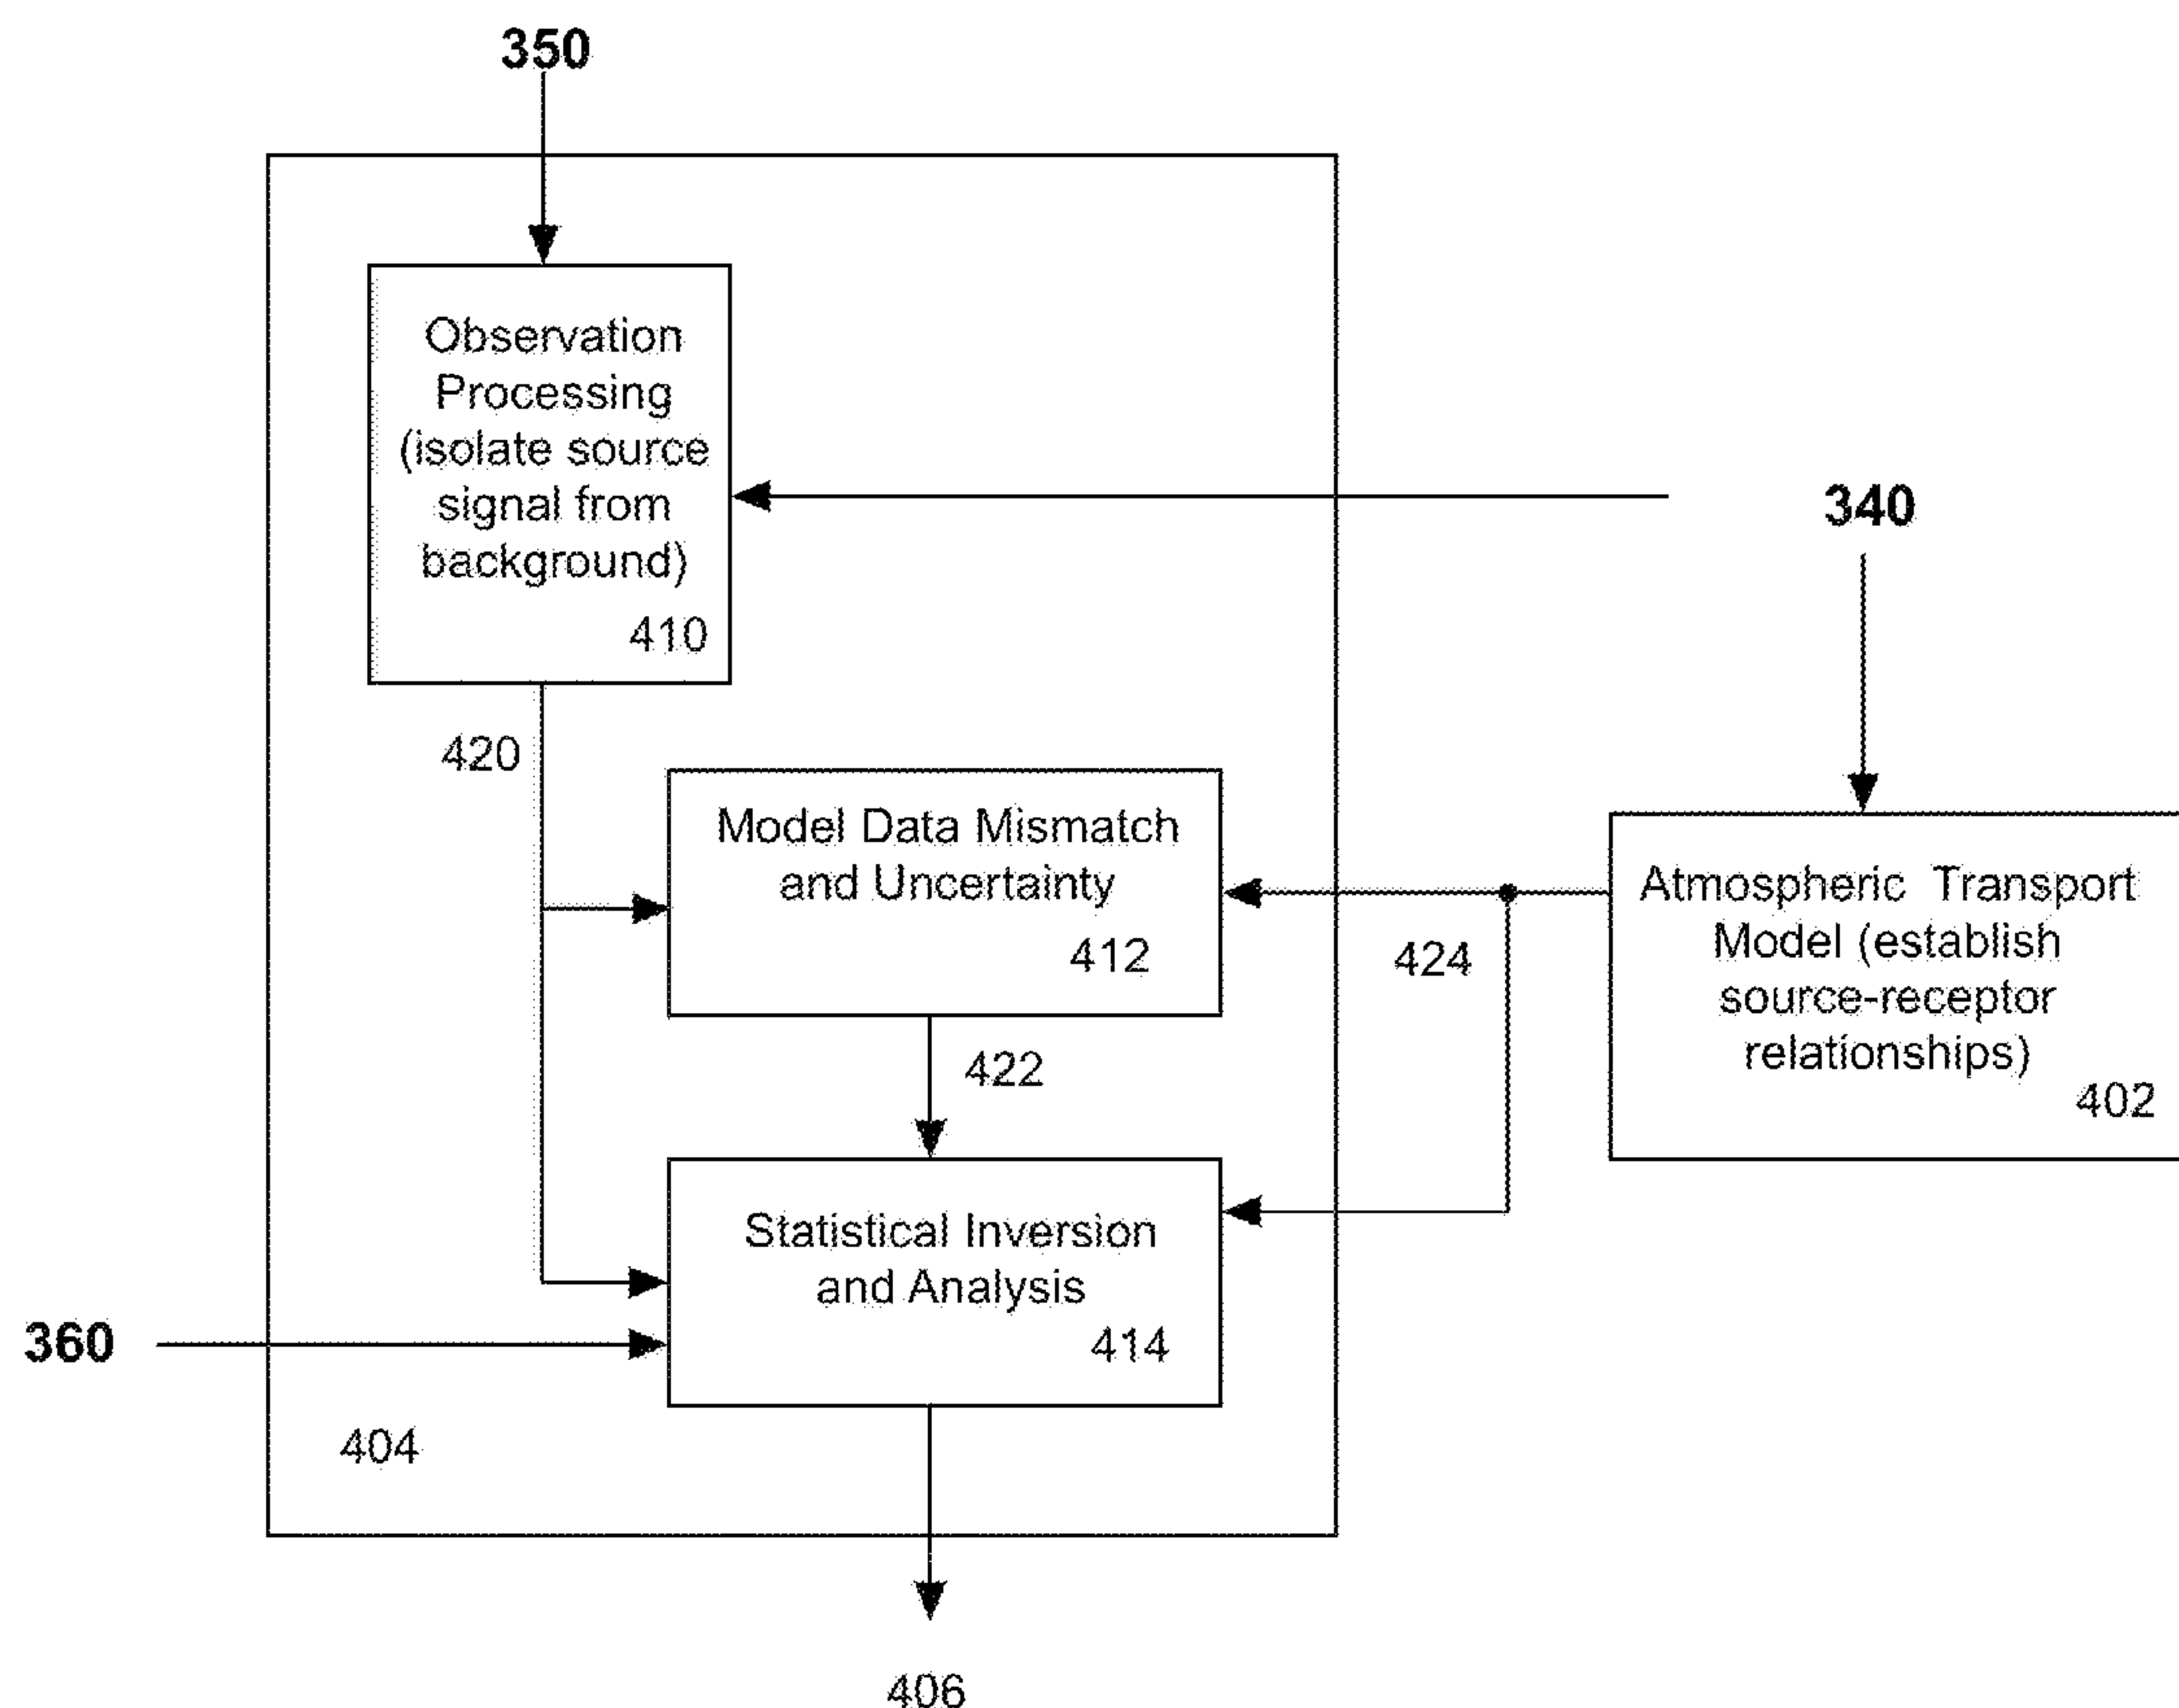 350
Observation
Processing
(isolate source
signal from
background)
410
340
420
Model Data Mismatch
and Uncertainty
412
424
Atmospheric Transport
Model (establish
source-receptor
relationships)
402
422
Statistical Inversion
and Analysis
414
360
404
406